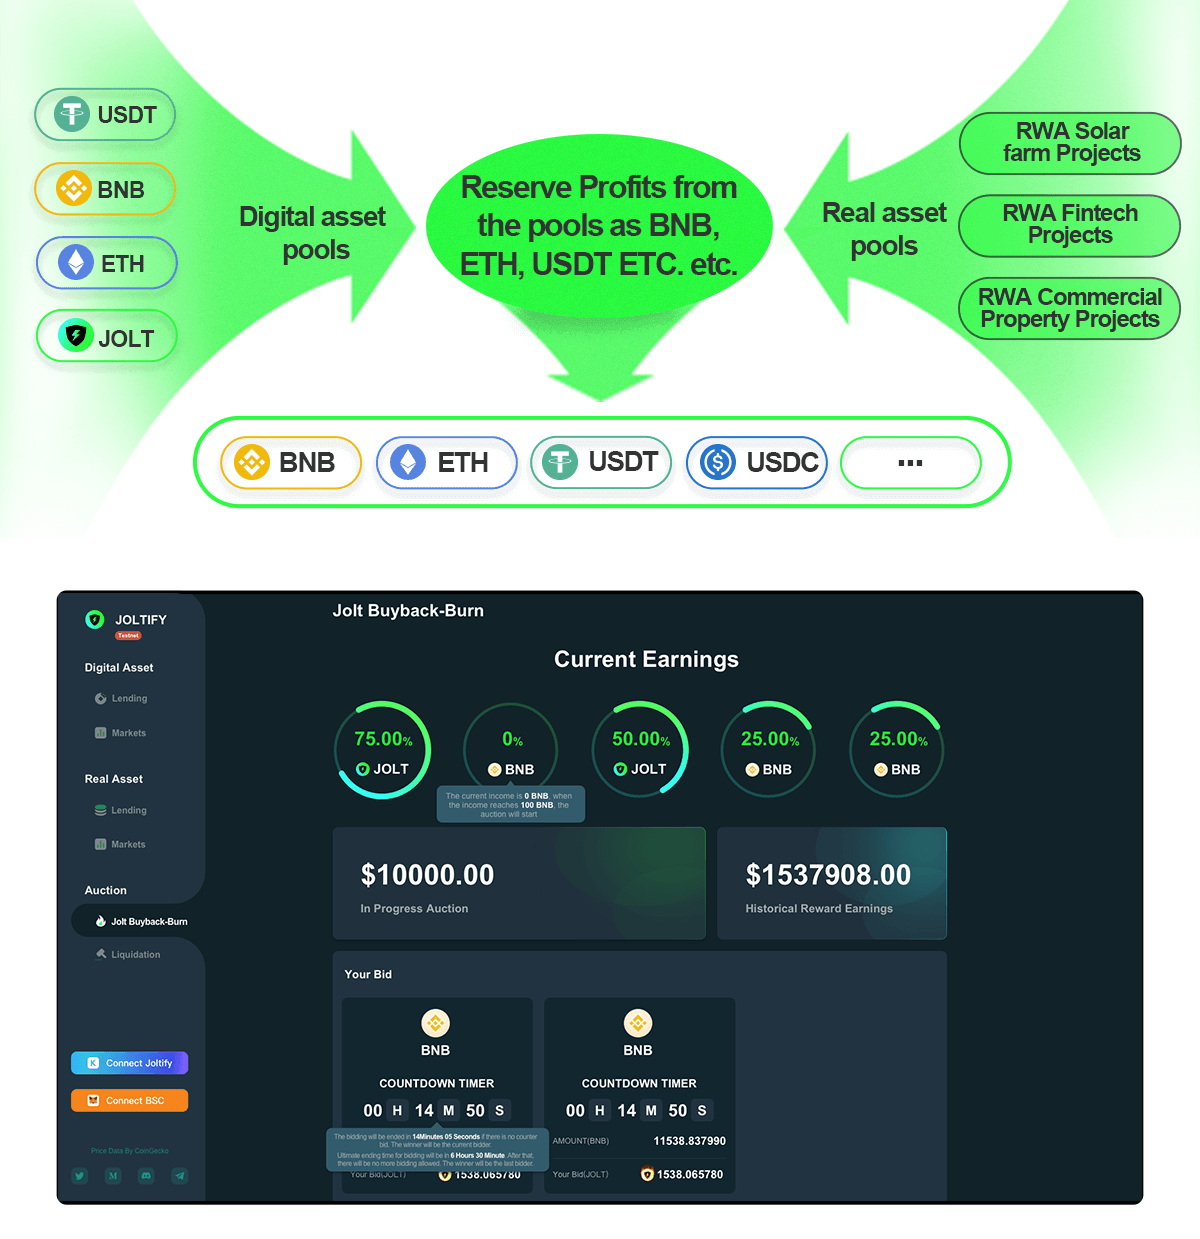 USDT
BNB
ETH
JOLT
Digital asset
pools
Reserve Profits from
the pools as BNB,
ETH, USDT ETC. etc.
Real asset
pools
RWA Solar
farm Projects
RWA Fintech
Projects
RWA Commercial
Property Projects
BNB
ETH
USDT
USDC
...
JOLTIFY
Testnet
Digital Asset
Lending
Markets
Real Asset
Lending
Markets
Auction
Jolt Buyback-Burn
Liquidation
Connect Joltify
Connect BSC
Price Data By CoinGecko
Jolt Buyback-Burn
Current Earnings
75.00%
JOLT
0%
BNB
50.00%
JOLT
25.00%
BNB
25.00%
BNB
The current income is 0 BNB, when
the income reaches 100 BNB, the
auction will start
$10000.00
In Progress Auction
$1537908.00
Historical Reward Earnings
Your Bid
BNB
COUNTDOWN TIMER
00 H 14 M 50 S
The bidding will be ended in 14Minutes 05 Seconds if there is no counter
bid. The winner will be the current bidder.
Ultimate ending time for bidding will be in 6 Hours 30 Minute. After that,
there will be no more bidding allowed. The winner will be the last bidder.
Your Bid(JOLT) 1538.065780
BNB
COUNTDOWN TIMER
00 H 14 M 50 S
AMOUNT(BNB) 11538.837990
Your Bid(JOLT) 1538.065780